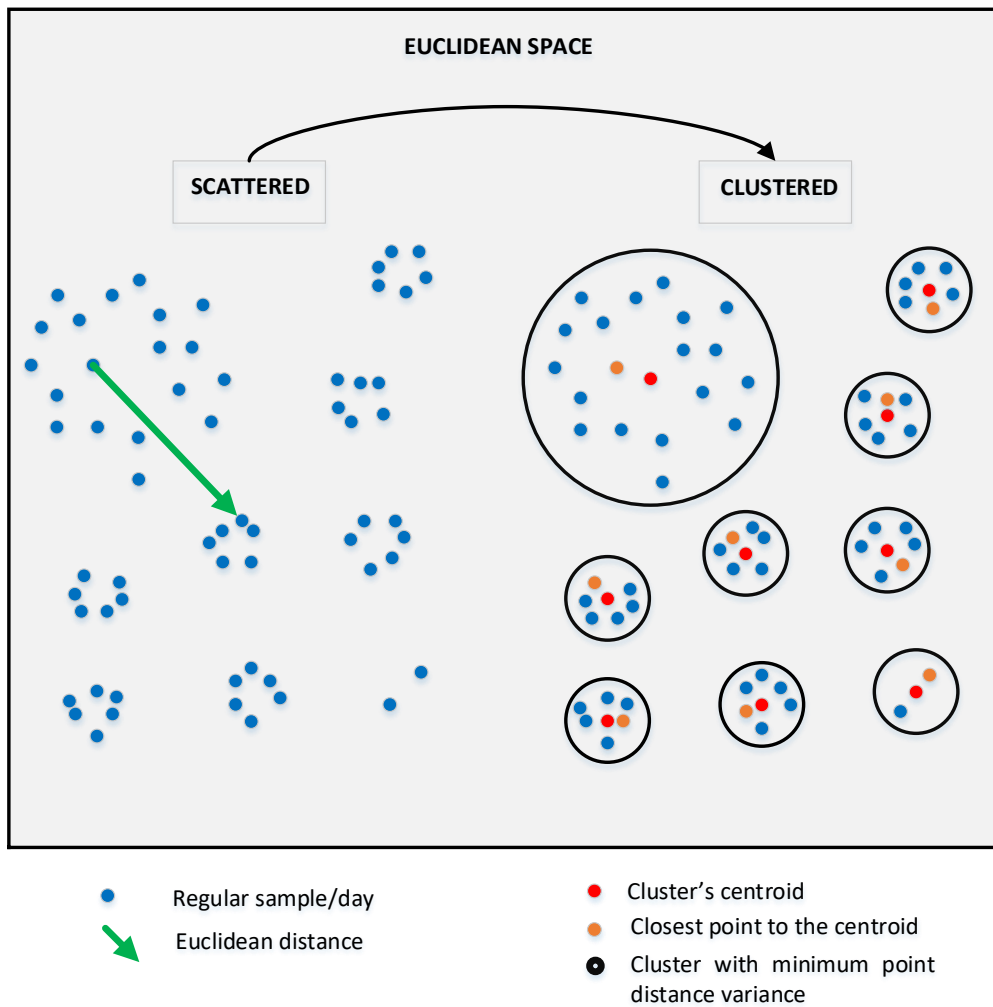 EUCLIDEAN SPACE
SCATTERED
CLUSTERED
Regular sample/day
Euclidean distance
Cluster's centroid
Closest point to the centroid
Cluster with minimum point
distance variance